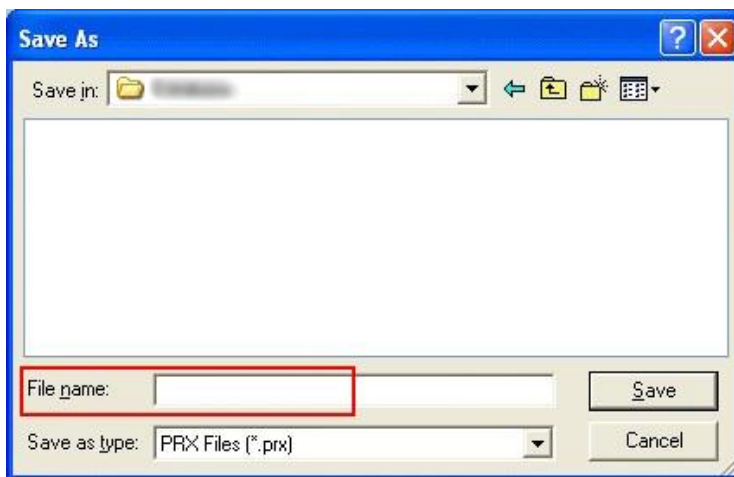 Save As
Save in:
File name:
Save
Save as type: PRX Files (*.prx)
Cancel